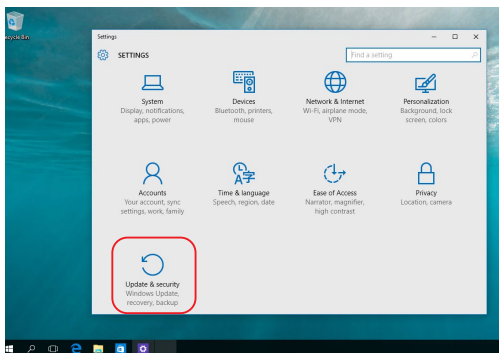 Recycle Bin
Settings
SETTINGS
Find a setting
System
Display, notifications,
apps, power
Devices
Bluetooth, printers,
mouse
Network & Internet
Wi-Fi, airplane mode,
VPN
Personalization
Background, lock
screen, colors
Accounts
Your account, sync
settings, work, family
Time & language
Speech, region, date
Ease of Access
Narrator, magnifier,
high contrast
Privacy
Location, camera
Update & security
Windows Update,
recovery, backup